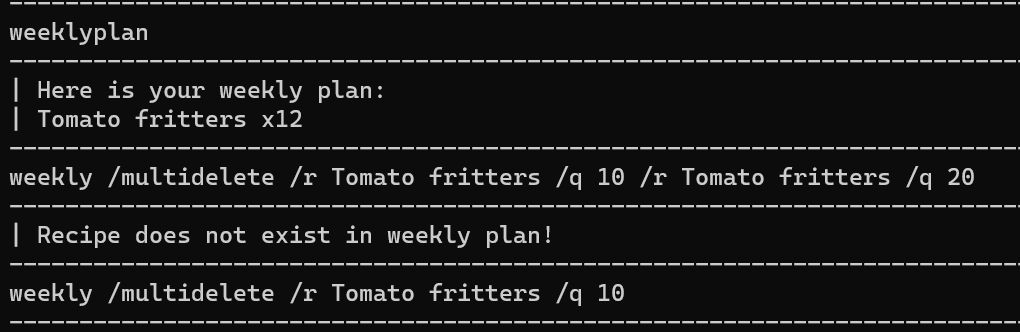 weeklyplan
| Here is your weekly plan:
| Tomato fritters x12
weekly /multidelete /r Tomato fritters /q 10 /r Tomato fritters /q 20
| Recipe does not exist in weekly plan!
weekly /multidelete /r Tomato fritters /q 10